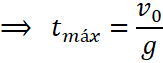 ⟹ t_máx = v_0/g